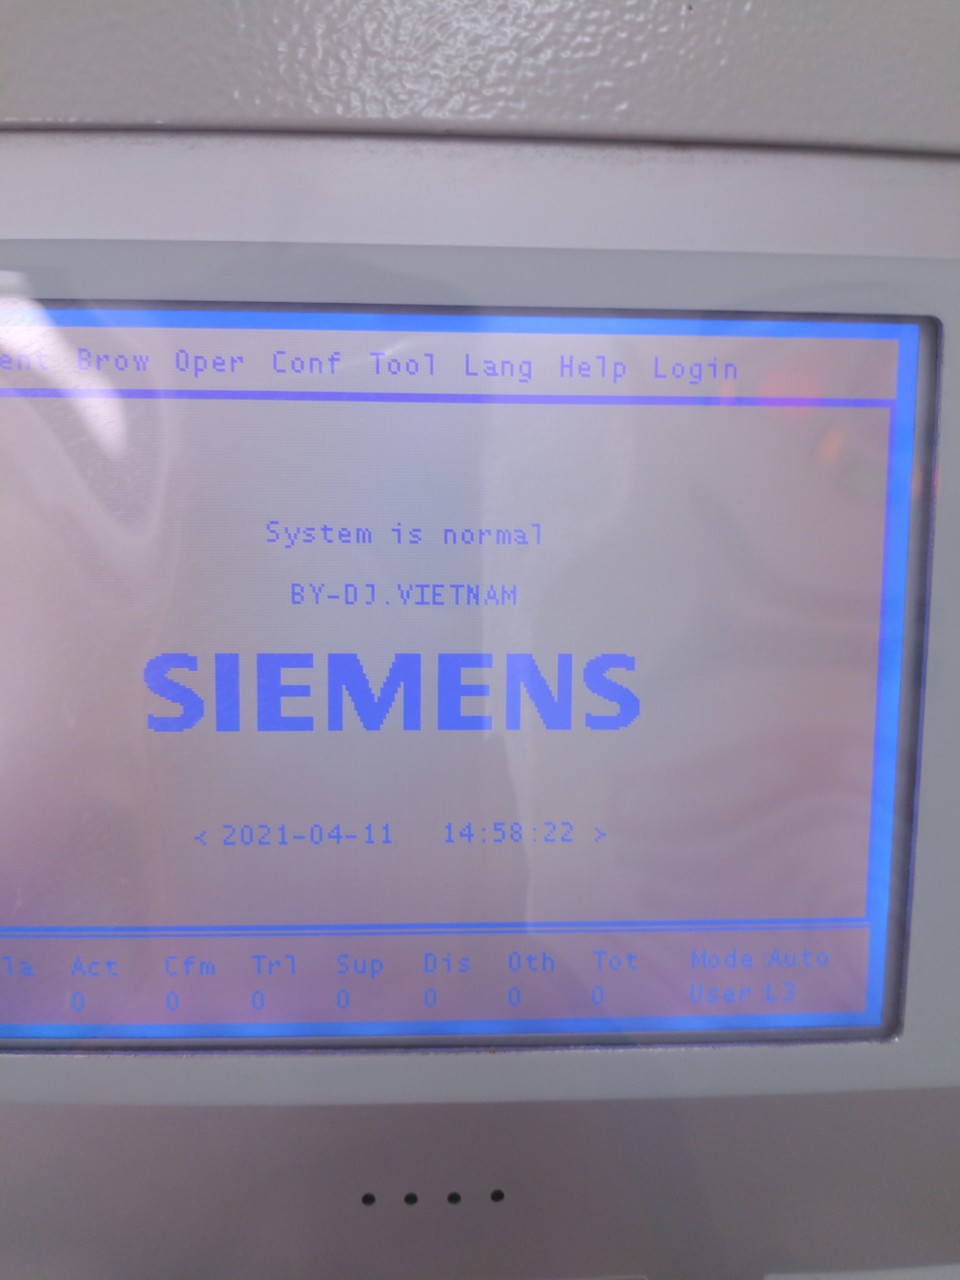 ent Brow Oper Conf Tool Lang Help Login
System is normal
BY-DJ.VIETNAM
SIEMENS
< 2021-04-11 14:58:22 >
la Act Cfm Trl Sup Dis Oth Tot Mode:Auto
0 0 0 0 0 0 0 User:L3